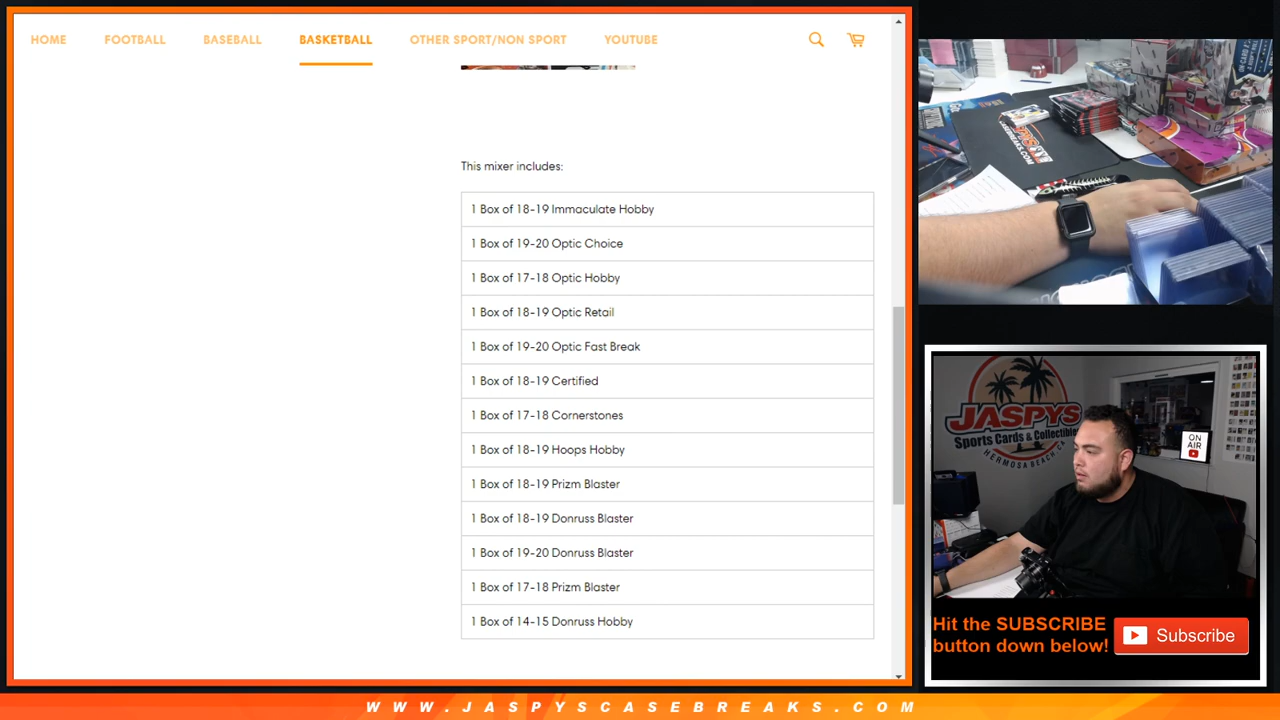 HOME FOOTBALL BASEBALL BASKETBALL OTHER SPORT/NON SPORT YOUTUBE
This mixer includes:
1 Box of 18-19 Immaculate Hobby
1 Box of 19-20 Optic Choice
1 Box of 17-18 Optic Hobby
1 Box of 18-19 Optic Retail
1 Box of 19-20 Optic Fast Break
1 Box of 18-19 Certified
1 Box of 17-18 Cornerstones
1 Box of 18-19 Hoops Hobby
1 Box of 18-19 Prizm Blaster
1 Box of 18-19 Donruss Blaster
1 Box of 19-20 Donruss Blaster
1 Box of 17-18 Prizm Blaster
1 Box of 14-15 Donruss Hobby
JASPYS
Sports Cards & Collectibles
HERMOSA BEACH, CA
ON
AIR
Hit the SUBSCRIBE
button down below!
Subscribe
WWW.JASPYSCASEBREAKS.COM